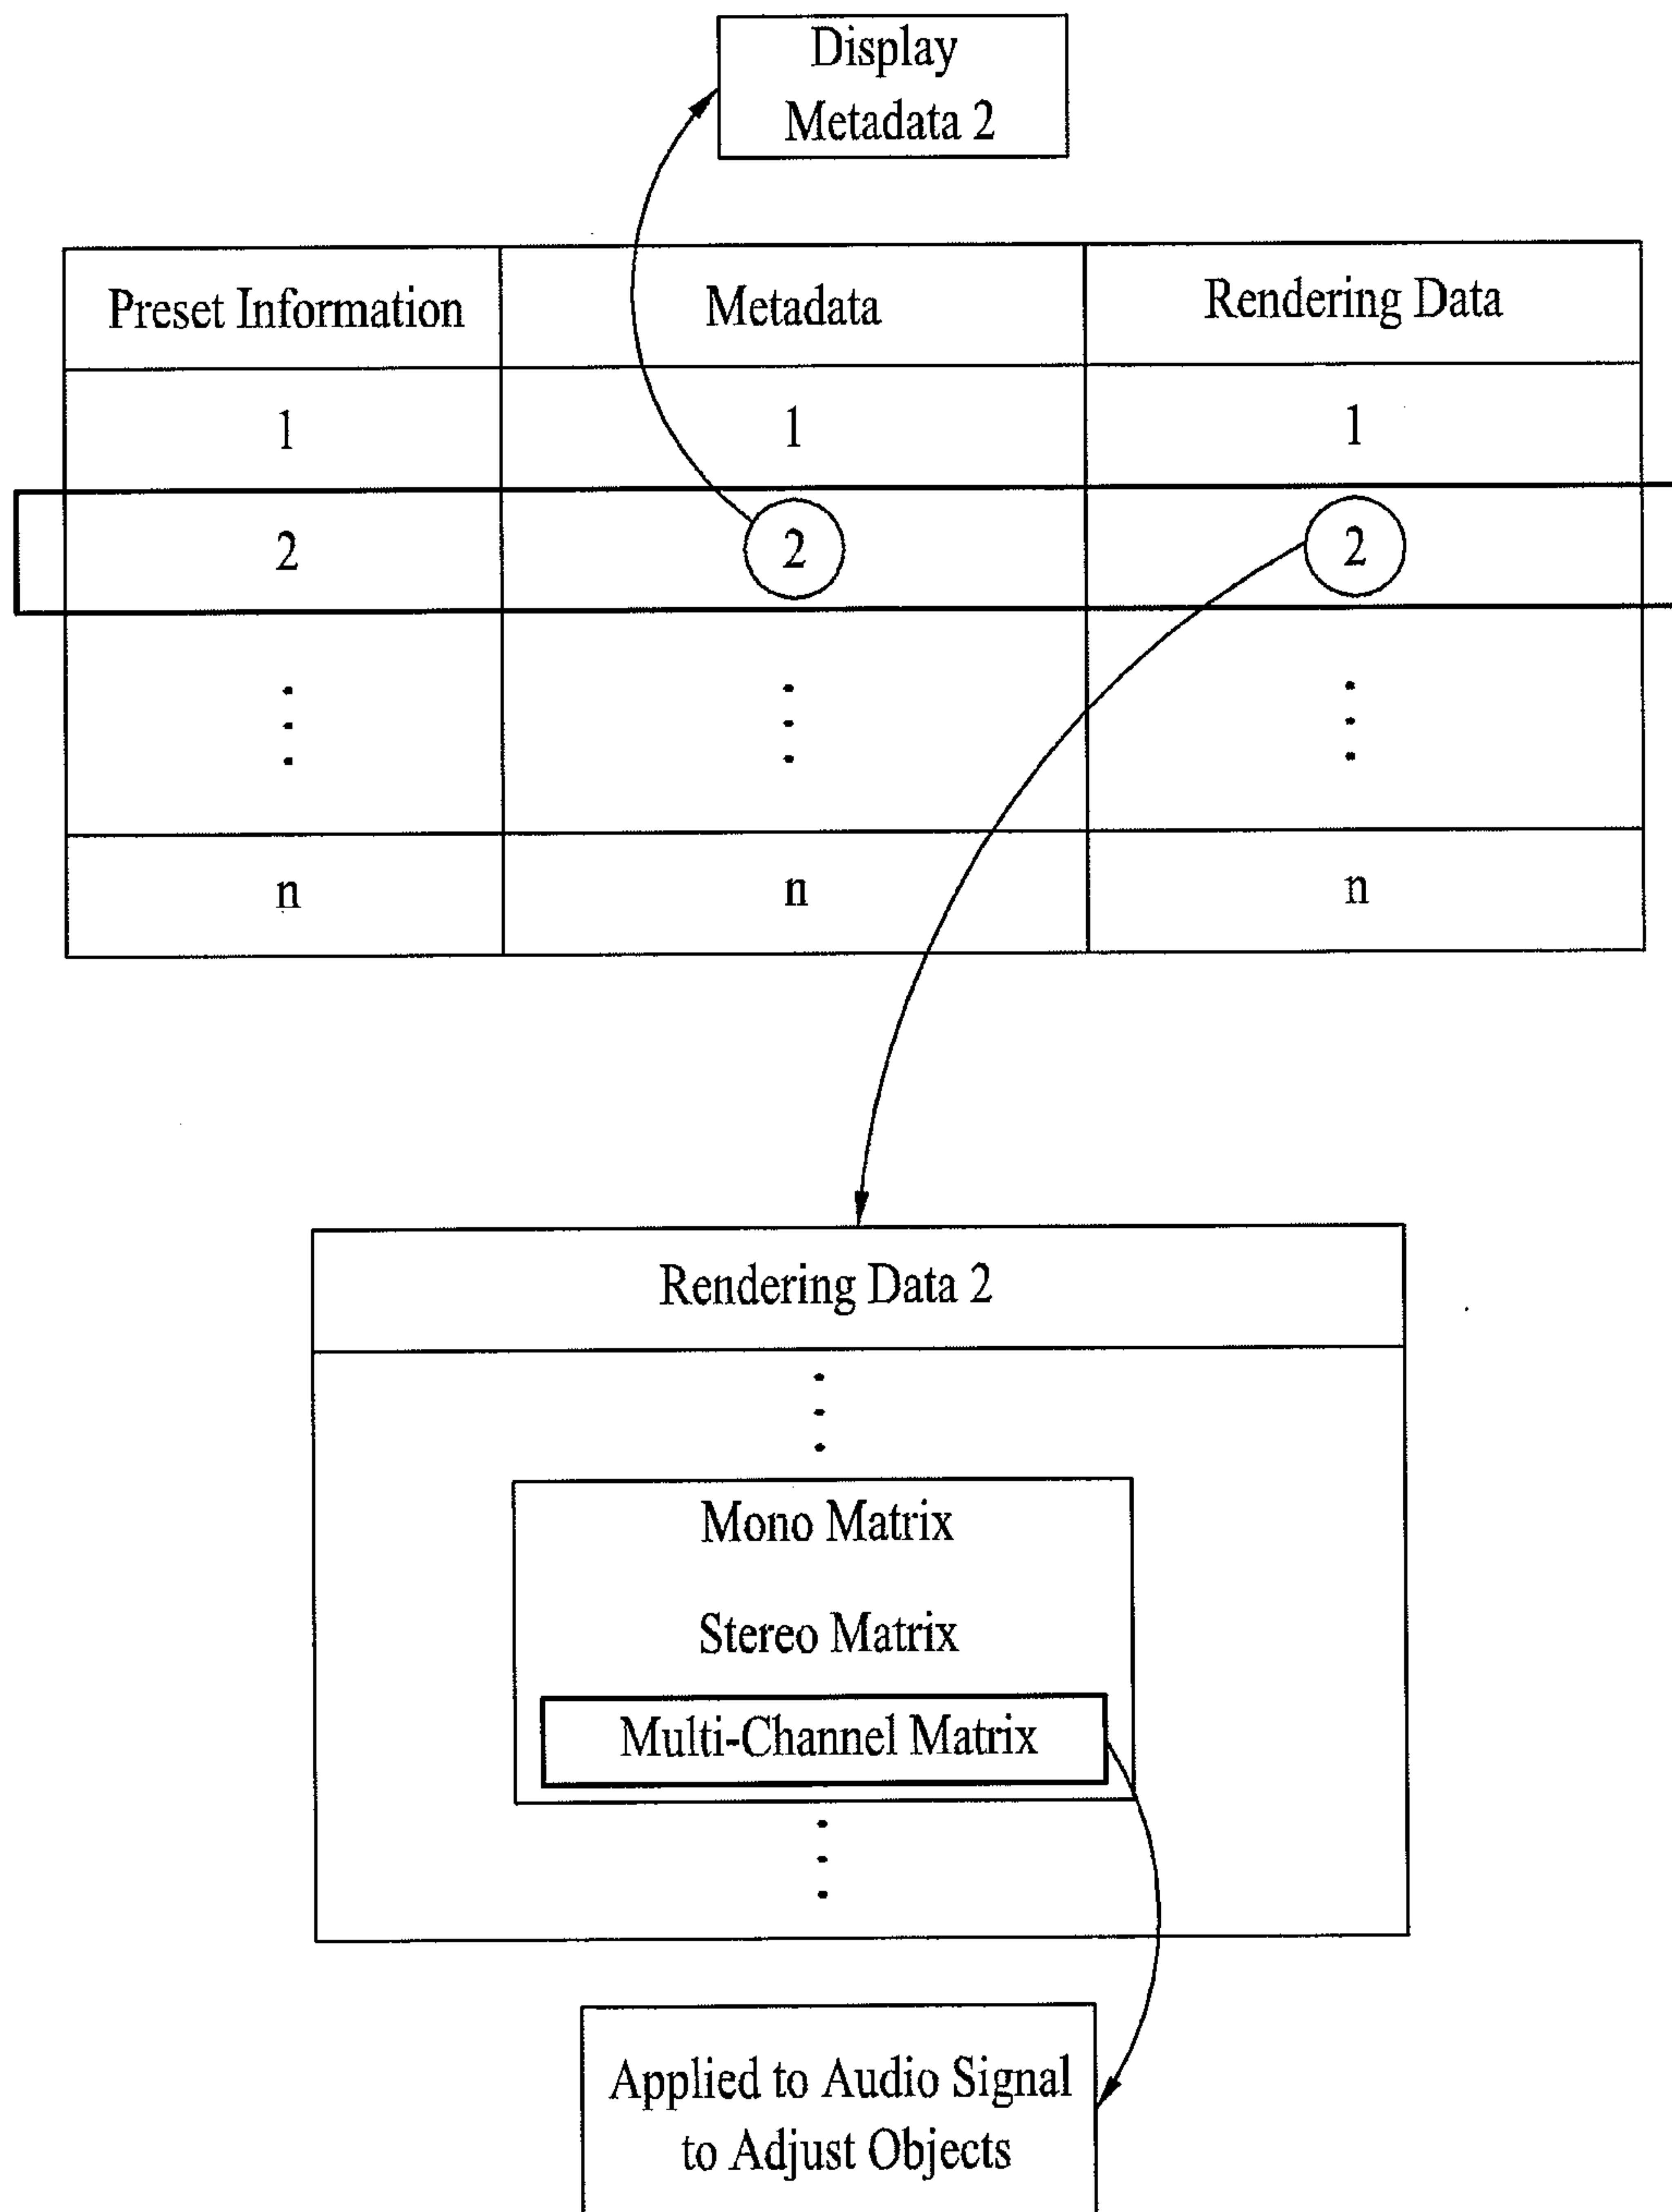 Display
Metadata 2
Preset Information Metadata Rendering Data
1 1 1
2 2 2
n n n
Rendering Data 2
Mono Matrix
Stereo Matrix
Multi-Channel Matrix
Applied to Audio Signal
to Adjust Objects